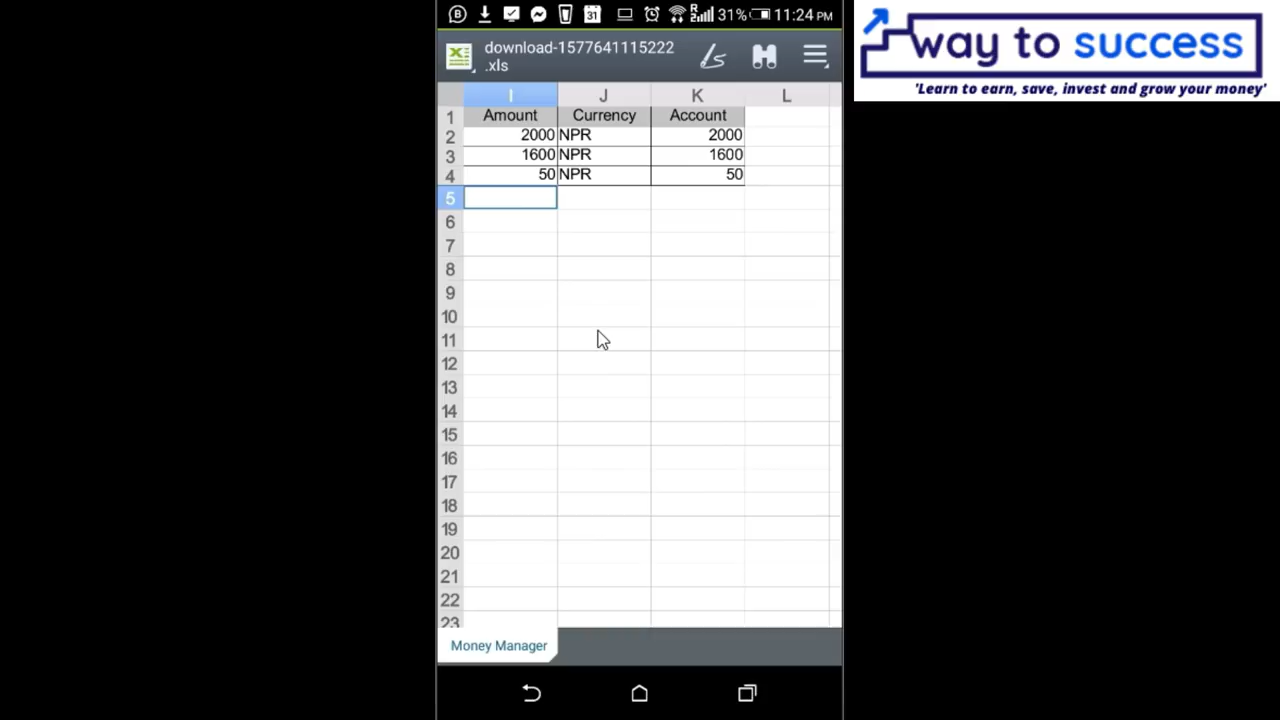 31
R
2
31%
11:24 PM
way to success
'Learn to earn, save, invest and grow your money'
download-1577641115222
.xls
I J K L
1 Amount Currency Account
2 2000 NPR 2000
3 1600 NPR 1600
4 50 NPR 50
5
6
7
8
9
10
11
12
13
14
15
16
17
18
19
20
21
22
23
Money Manager